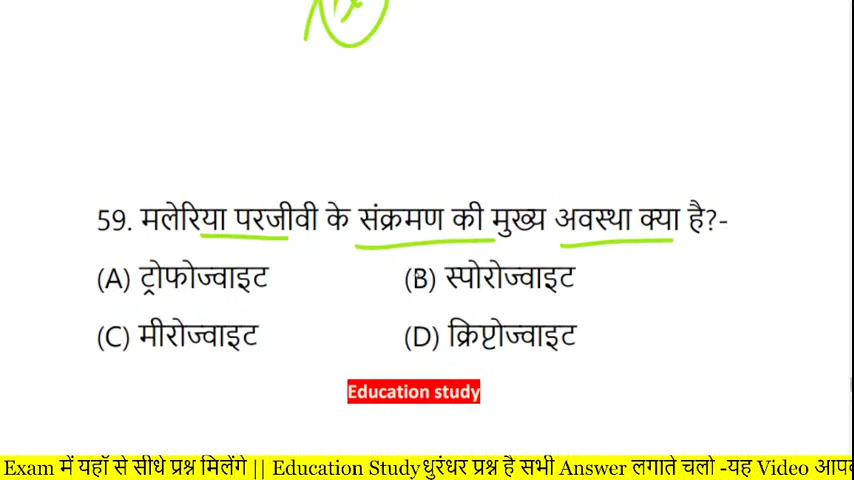 59. मलेरिया परजीवी के संक्रमण की मुख्य अवस्था क्या है?-
(A) ट्रोफोज्वाइट (B) स्पोरोज्वाइट
(C) मीरोज्वाइट (D) क्रिप्टोज्वाइट
Education study
Exam में यहाँ से सीधे प्रश्न मिलेंगे || Education Study धुरंधर प्रश्न है सभी Answer लगाते चलो -यह Video